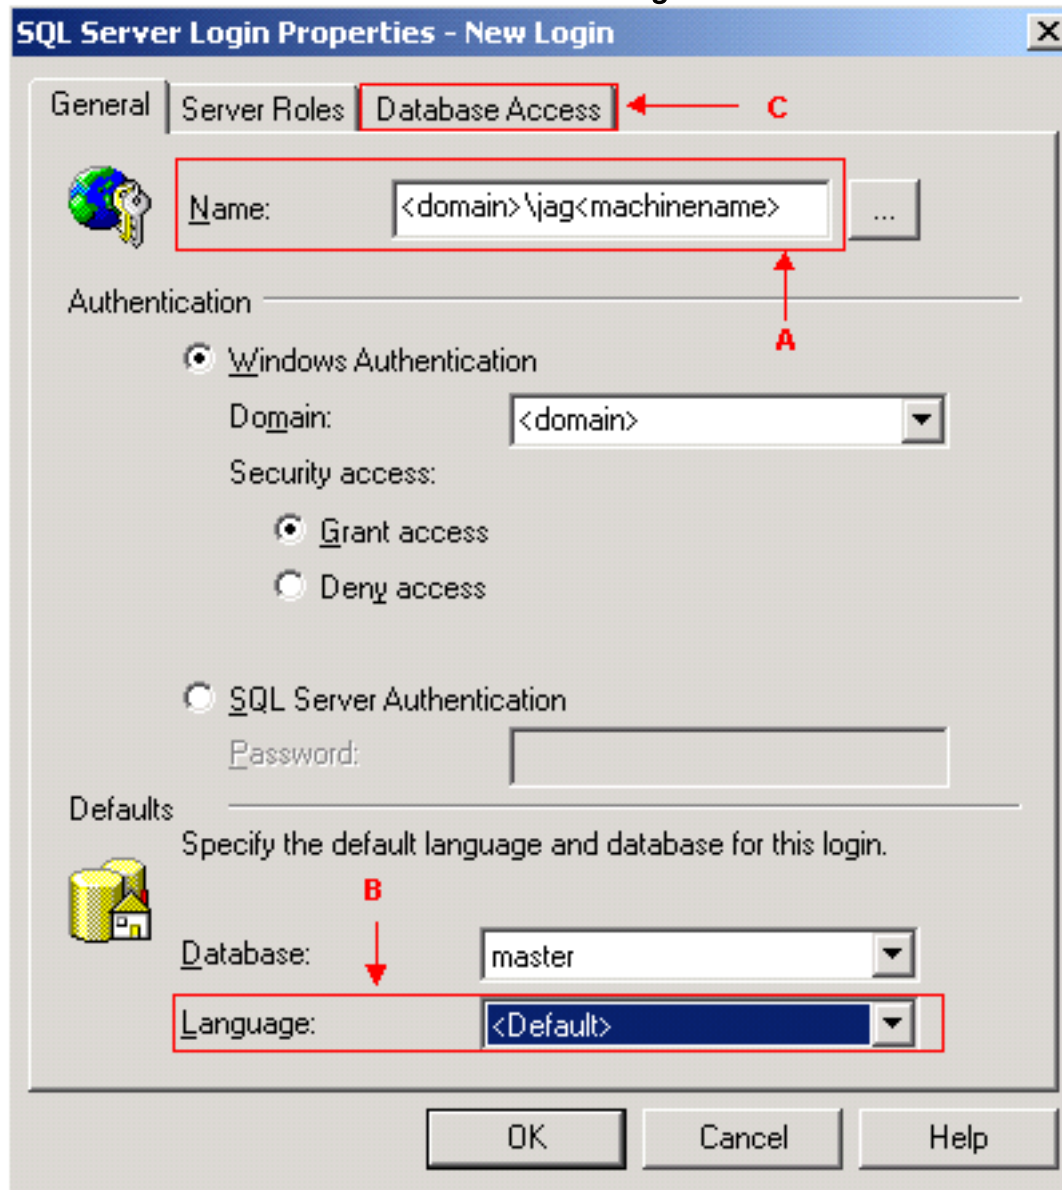 SQL Server Login Properties - New Login
General Server Roles Database Access C
Name: <domain>\jag<machinename> ...
A
Authentication
Windows Authentication
Domain: <domain>
Security access:
Grant access
Deny access
SQL Server Authentication
Password:
Defaults
Specify the default language and database for this login.
B
Database: master
Language: <Default>
OK Cancel Help